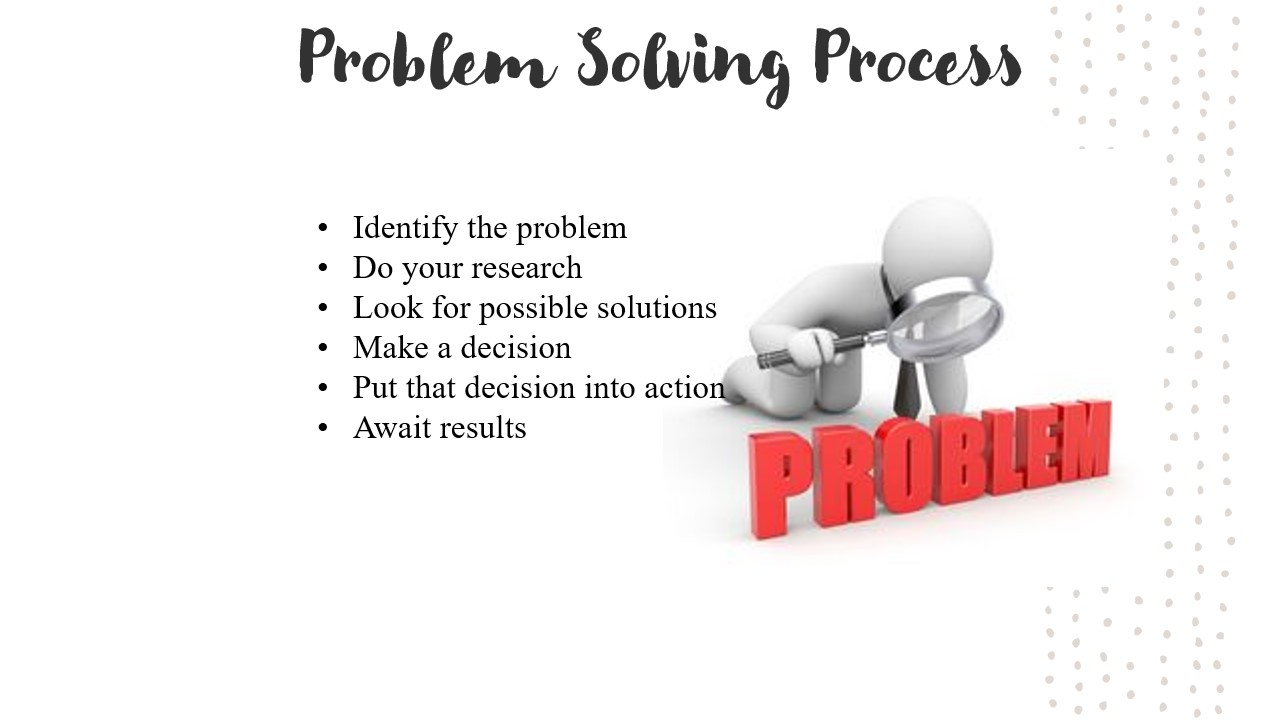 Problem Solving Process
• Identify the problem
• Do your research
• Look for possible solutions
• Make a decision
• Put that decision into action
• Await results
PROBLEM